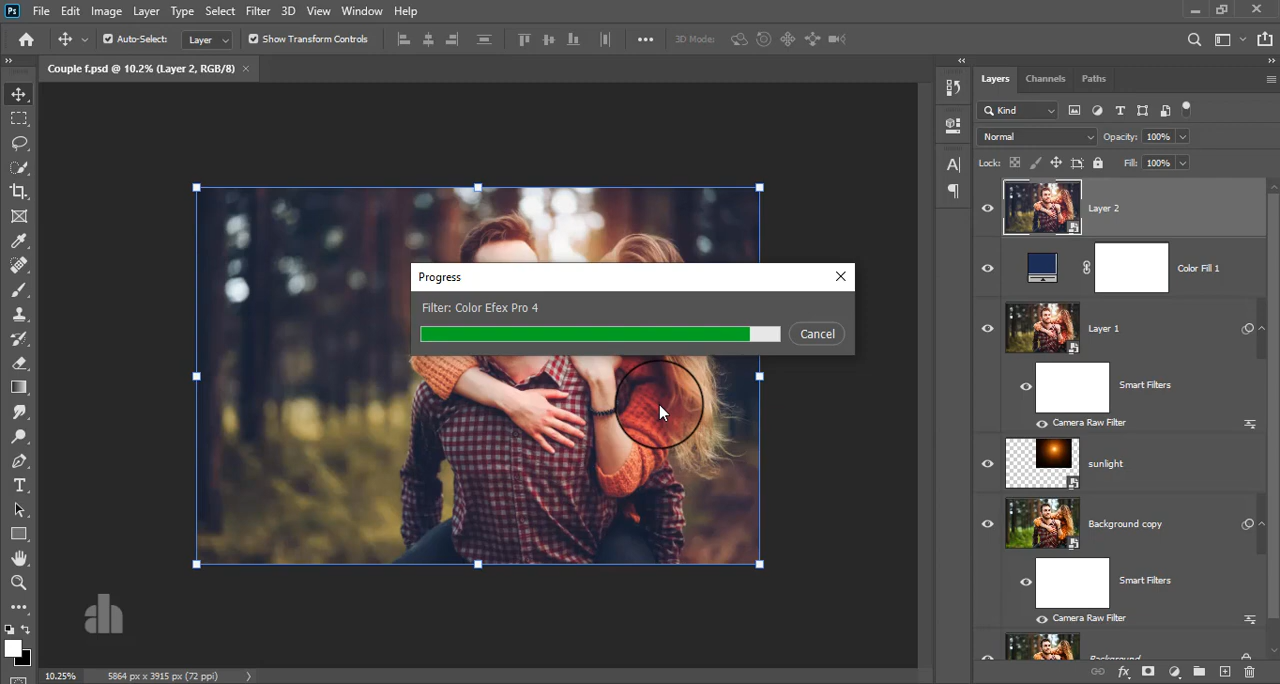 Ps File Edit Image Layer Type Select Filter 3D View Window Help
Auto-Select: Layer Show Transform Controls 3D Mode:
Couple f.psd @ 10.2% (Layer 2, RGB/8) ×
Layers Channels Paths
Kind
Normal Opacity: 100%
Lock: Fill: 100%
Layer 2
Color Fill 1
Progress
Filter: Color Efex Pro 4
Cancel
Layer 1
Smart Filters
Camera Raw Filter
sunlight
Background copy
Smart Filters
Camera Raw Filter
Background
ah
10.25% 5864 px x 3915 px (72 ppi)